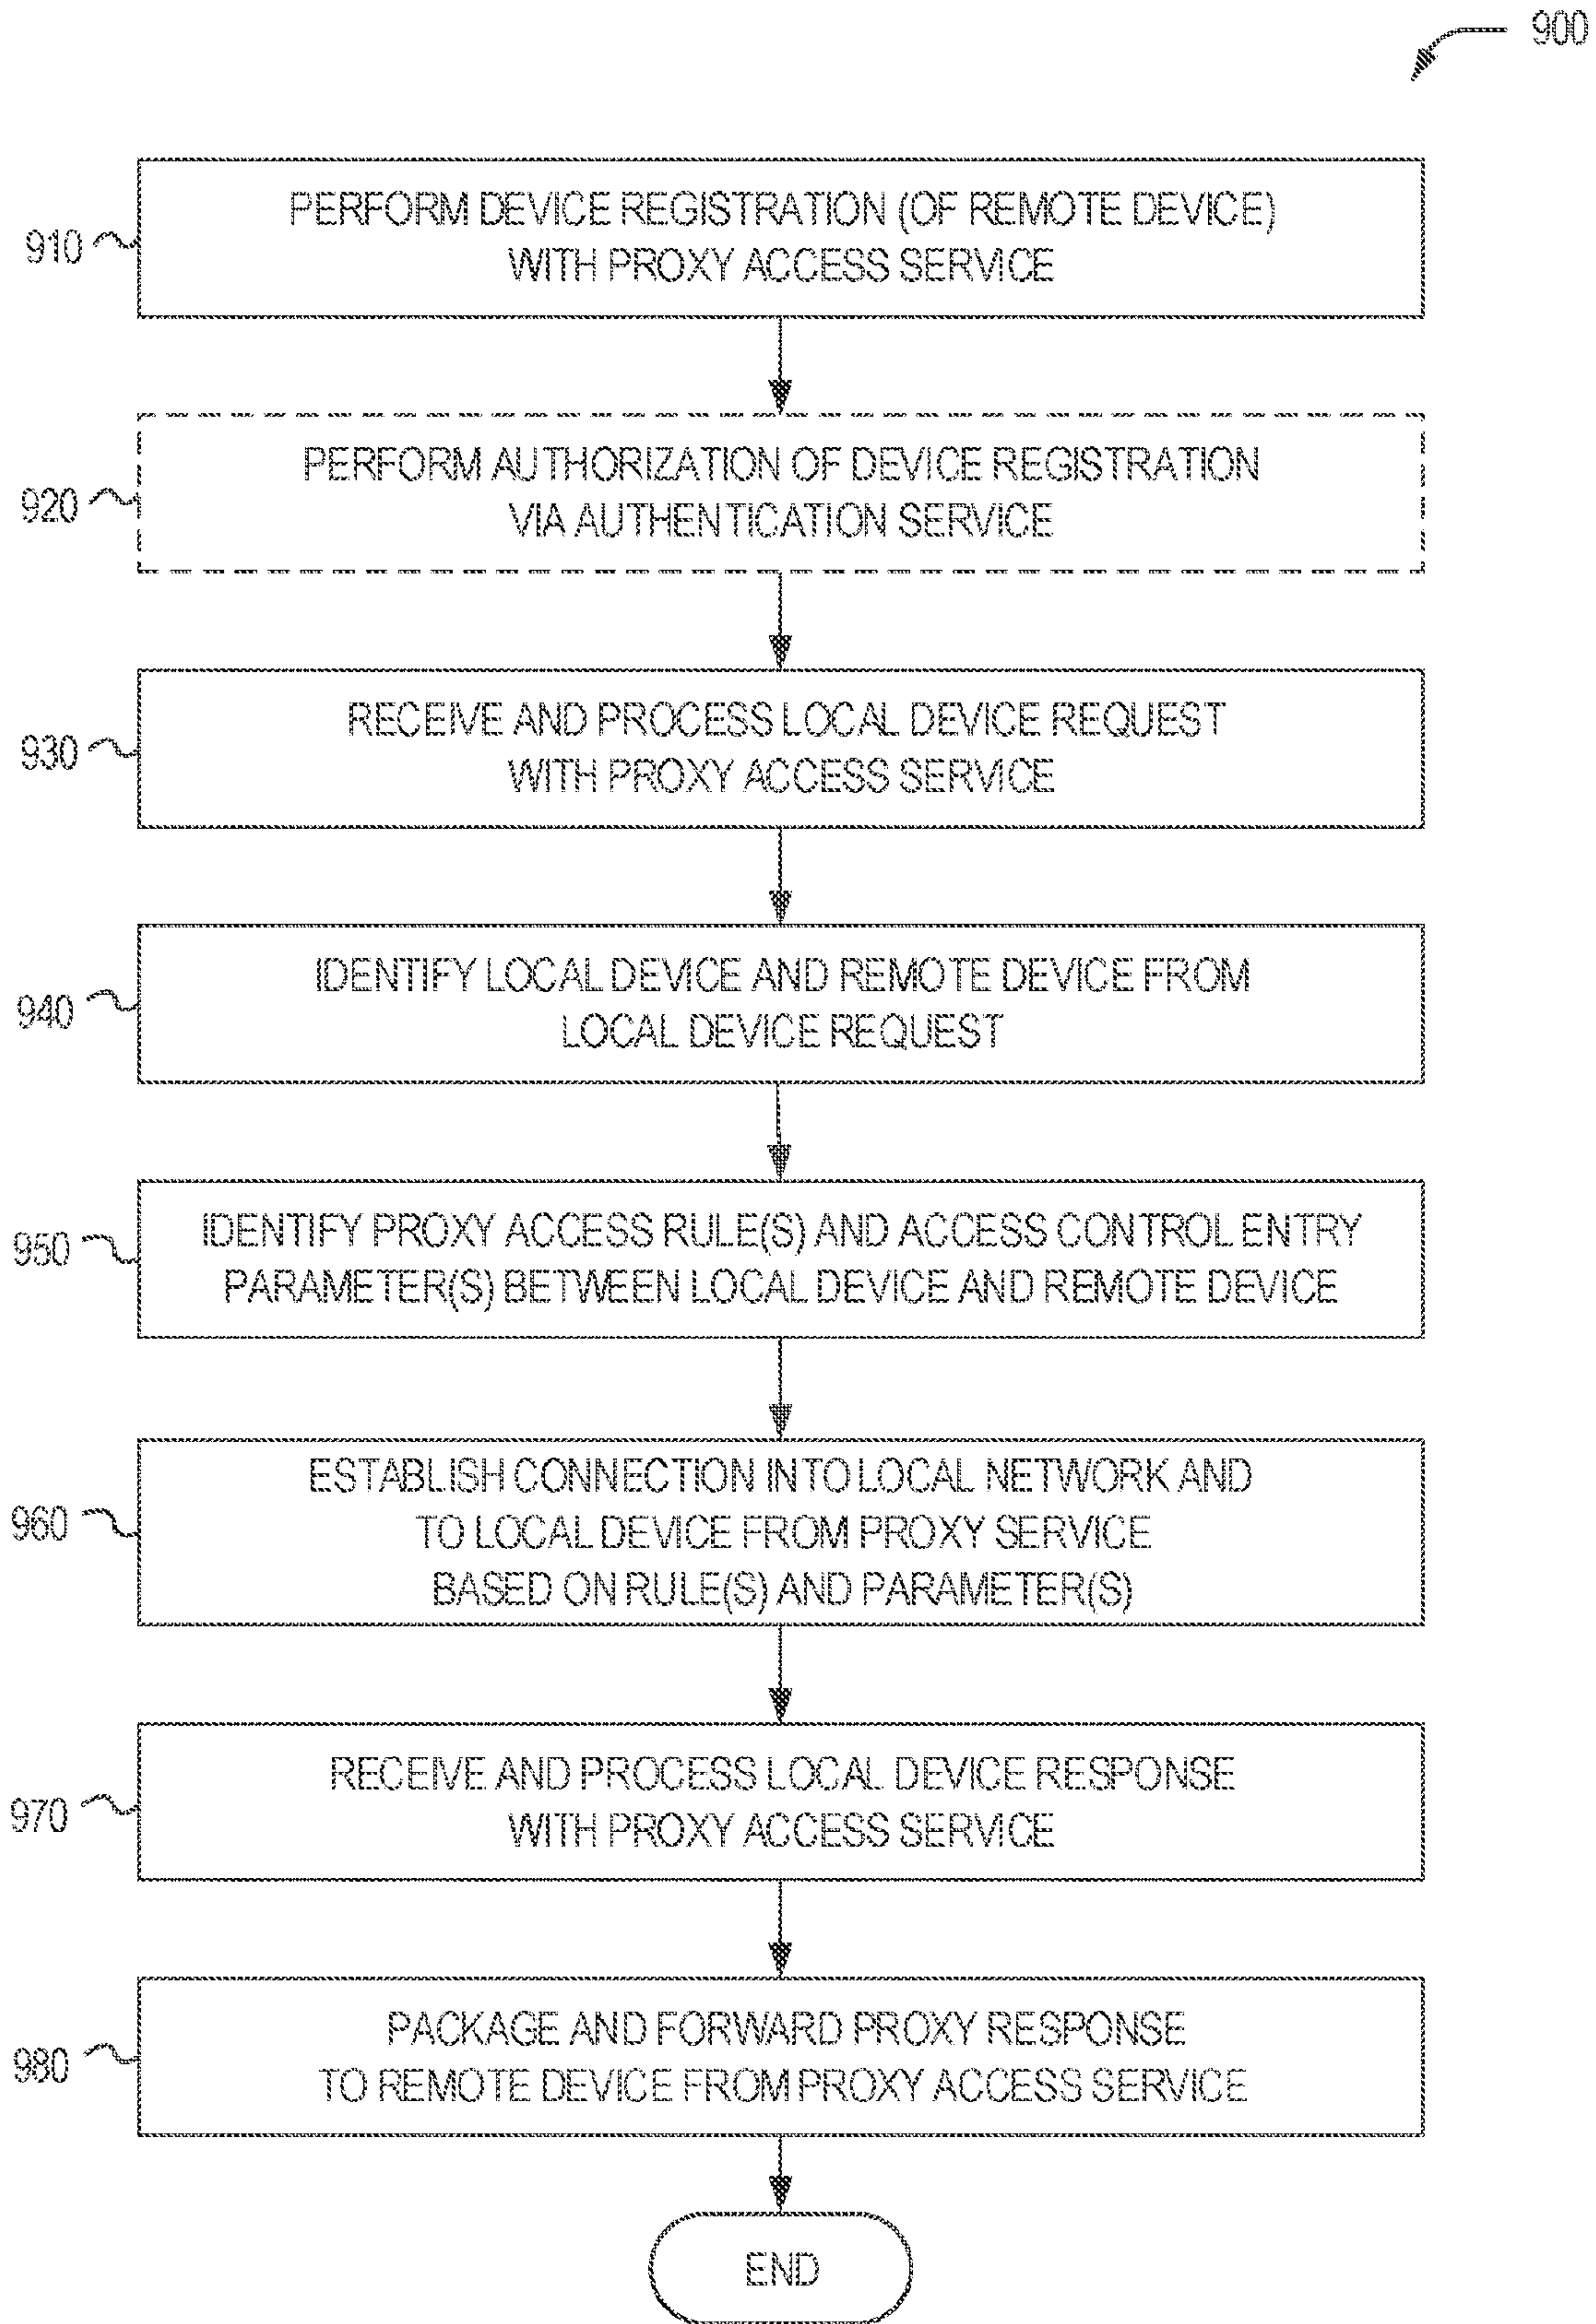 900
910
PERFORM DEVICE REGISTRATION (OF REMOTE DEVICE)
WITH PROXY ACCESS SERVICE
920
PERFORM AUTHORIZATION OF DEVICE REGISTRATION
VIA AUTHENTICATION SERVICE
930
RECEIVE AND PROCESS LOCAL DEVICE REQUEST
WITH PROXY ACCESS SERVICE
940
IDENTIFY LOCAL DEVICE AND REMOTE DEVICE FROM
LOCAL DEVICE REQUEST
950
IDENTIFY PROXY ACCESS RULE(S) AND ACCESS CONTROL ENTRY
PARAMETER(S) BETWEEN LOCAL DEVICE AND REMOTE DEVICE
960
ESTABLISH CONNECTION INTO LOCAL NETWORK AND
TO LOCAL DEVICE FROM PROXY SERVICE
BASED ON RULE(S) AND PARAMETER(S)
970
RECEIVE AND PROCESS LOCAL DEVICE RESPONSE
WITH PROXY ACCESS SERVICE
980
PACKAGE AND FORWARD PROXY RESPONSE
TO REMOTE DEVICE FROM PROXY ACCESS SERVICE
END